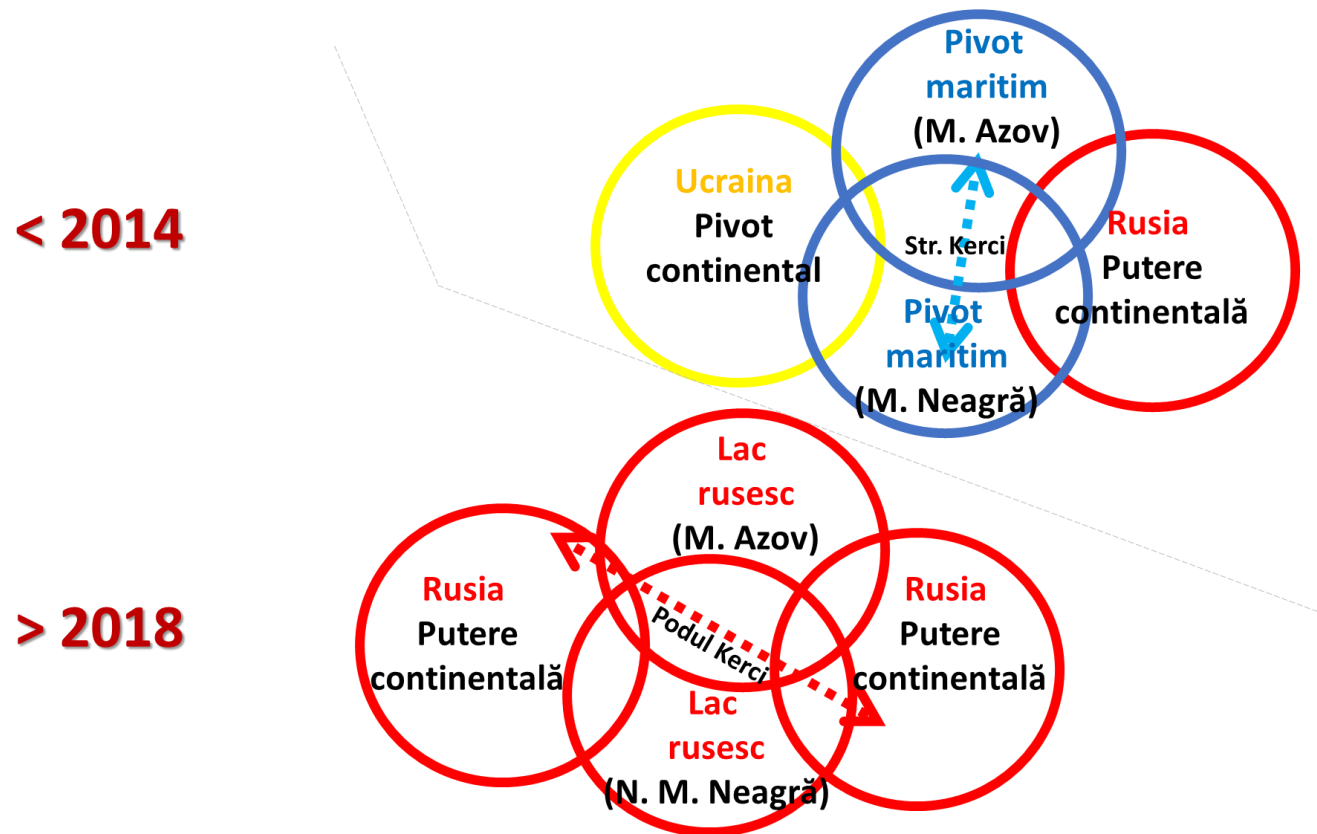 < 2014
Pivot
maritim
(M. Azov)
Ucraina
Pivot
continental
Str. Kerci
Rusia
Putere
continentală
Pivot
maritim
(M. Neagră)
> 2018
Lac
rusesc
(M. Azov)
Rusia
Putere
continentală
Podul Kerci
Rusia
Putere
continentală
Lac
rusesc
(N. M. Neagră)